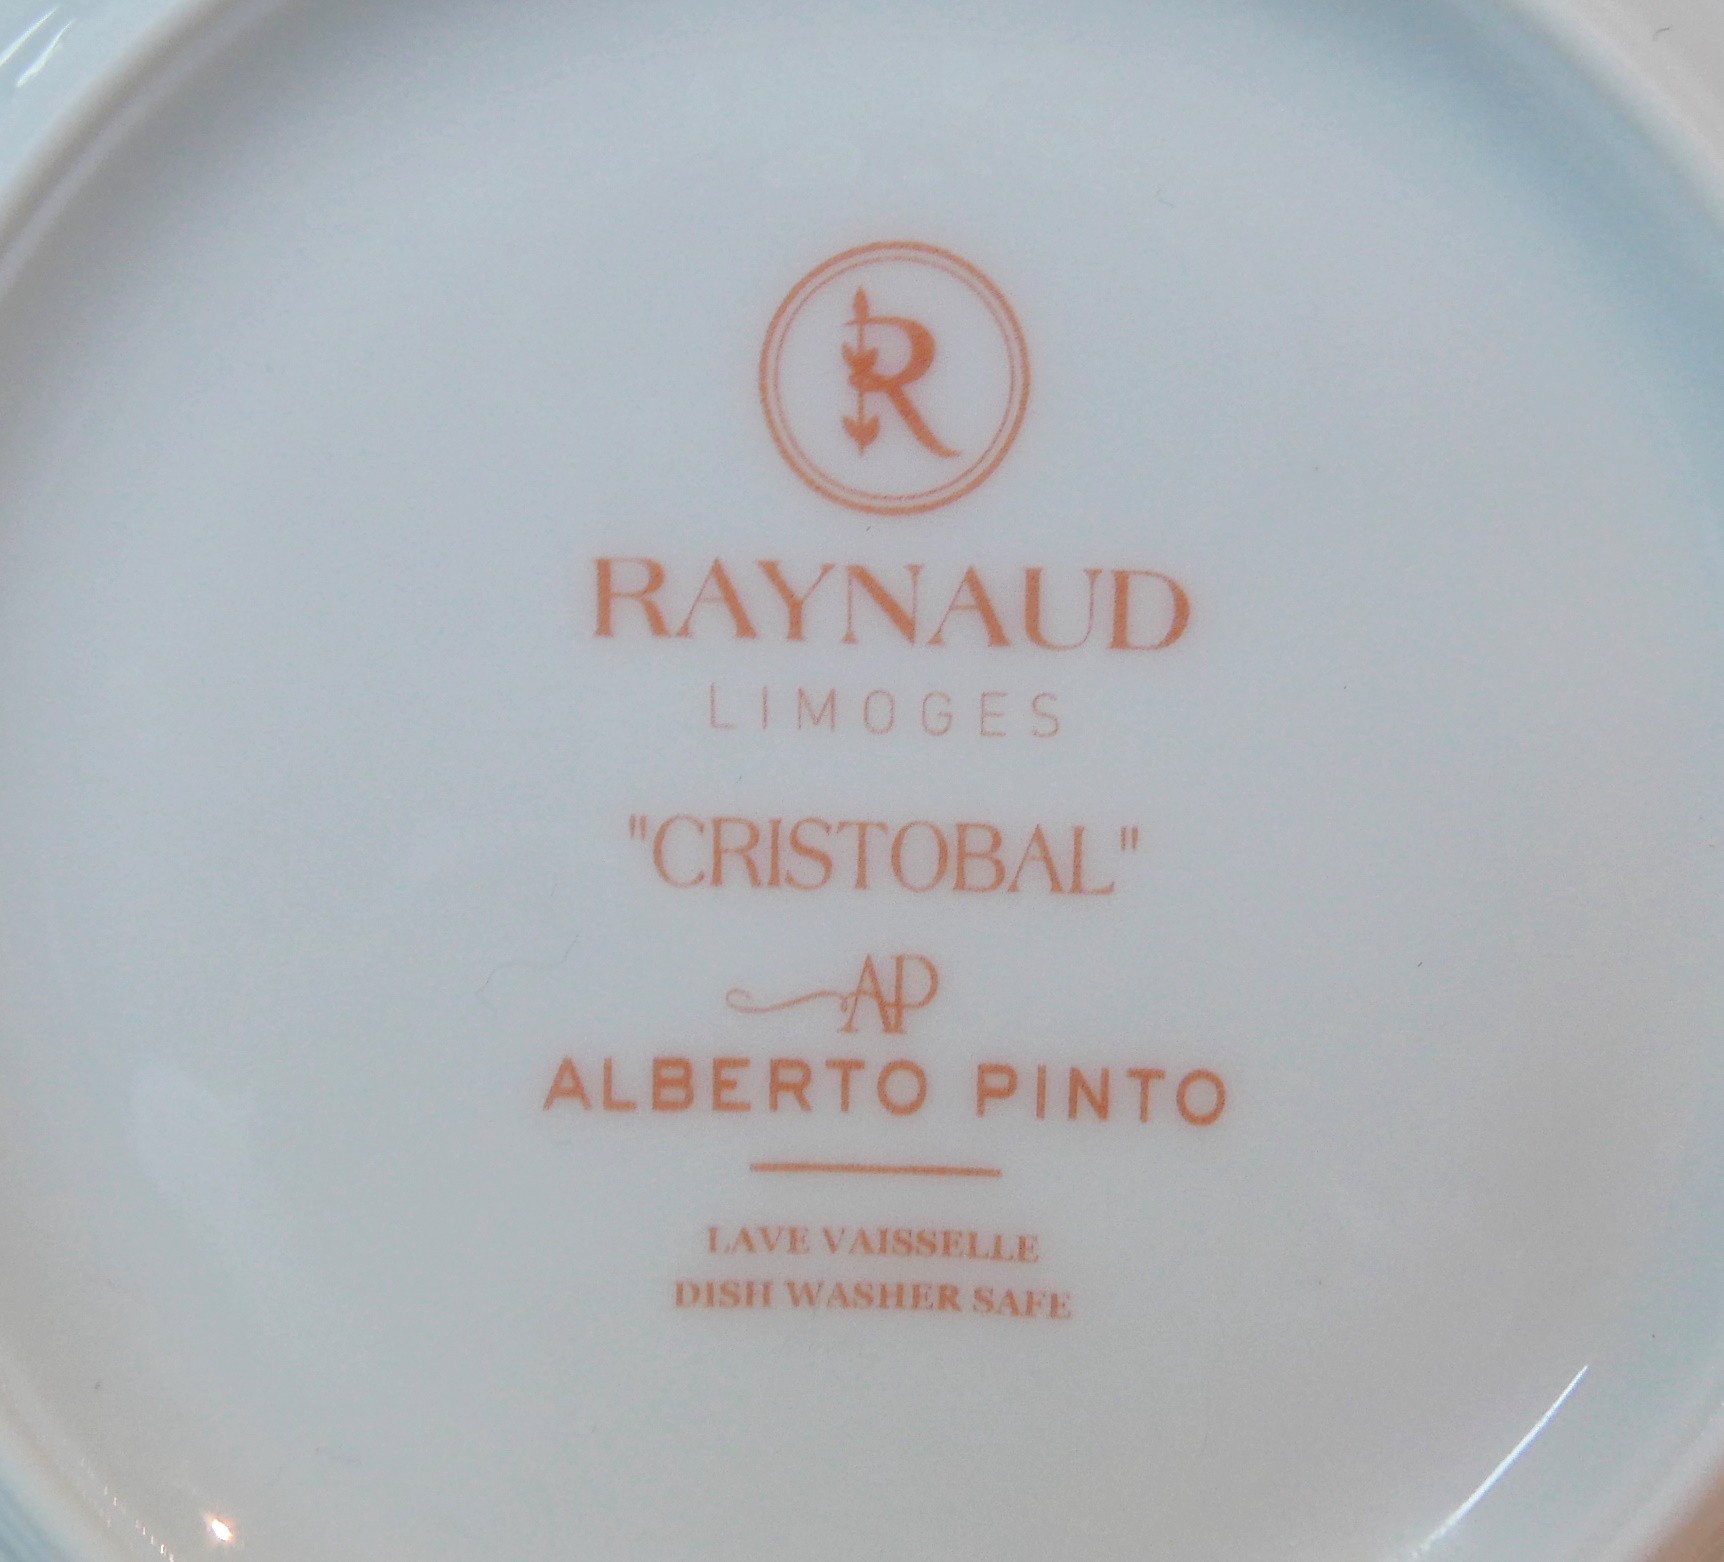 R
RAYNAUD
LIMOGES
"CRISTOBAL"
AP
ALBERTO PINTO
LAVE VAISSELLE
DISH WASHER SAFE